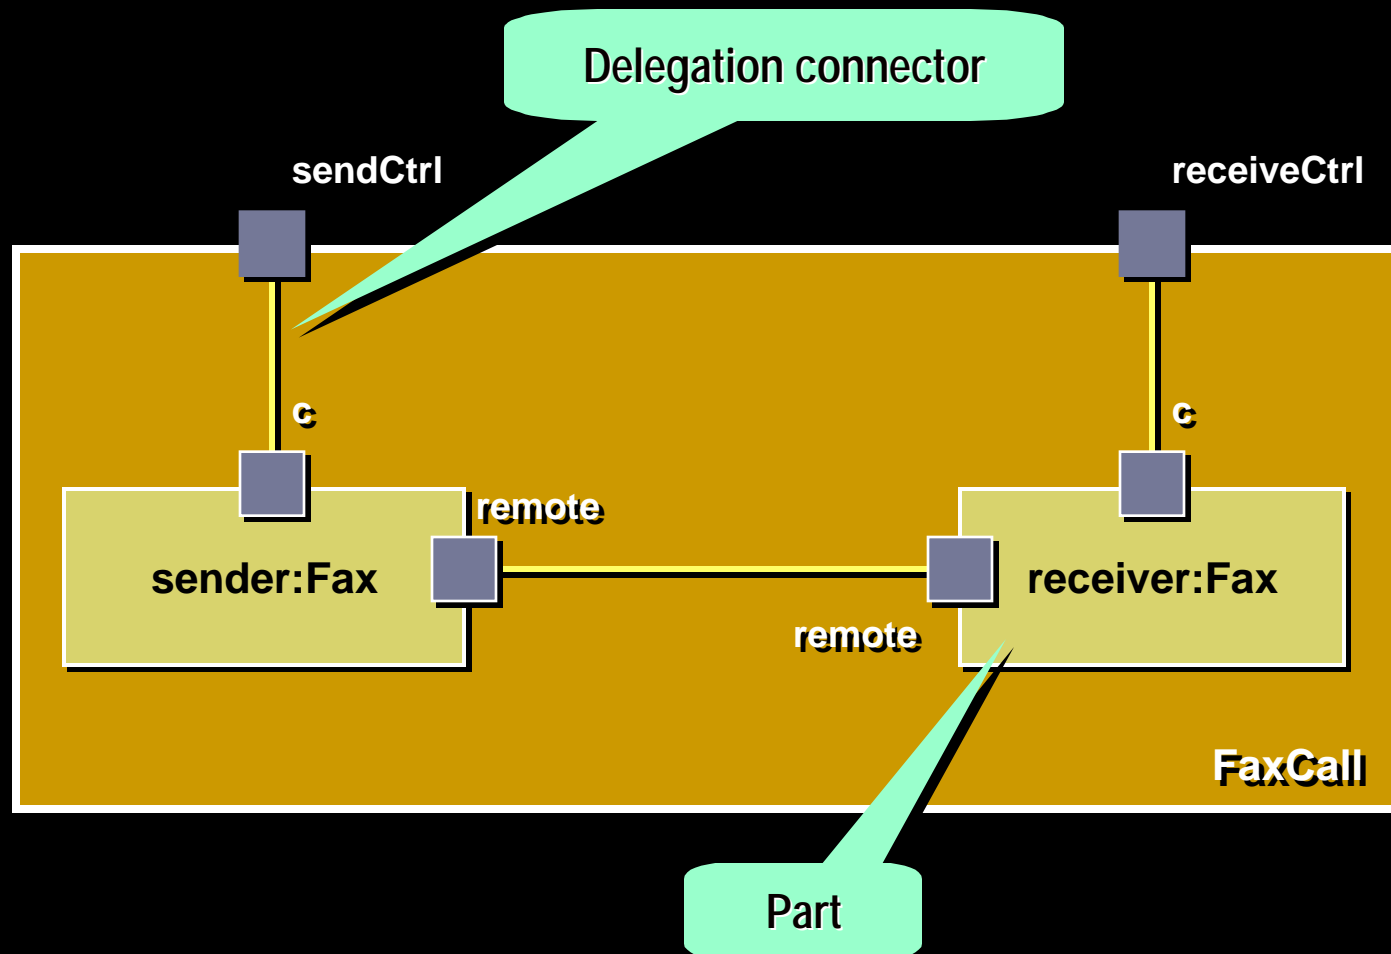 Delegation connector
sendCtrl
receiveCtrl
c
c
remote
sender:Fax
receiver:Fax
remote
FaxCall
Part